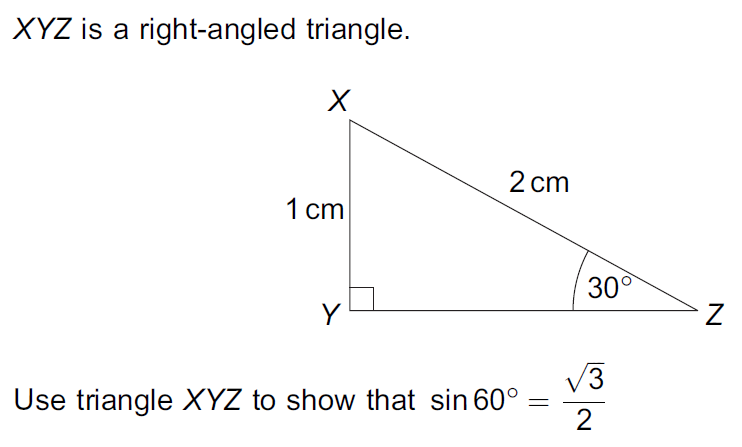 XYZ is a right-angled triangle.
X
2 cm
1 cm
30°
Y
Z
Use triangle XYZ to show that sin 60° = √3/2